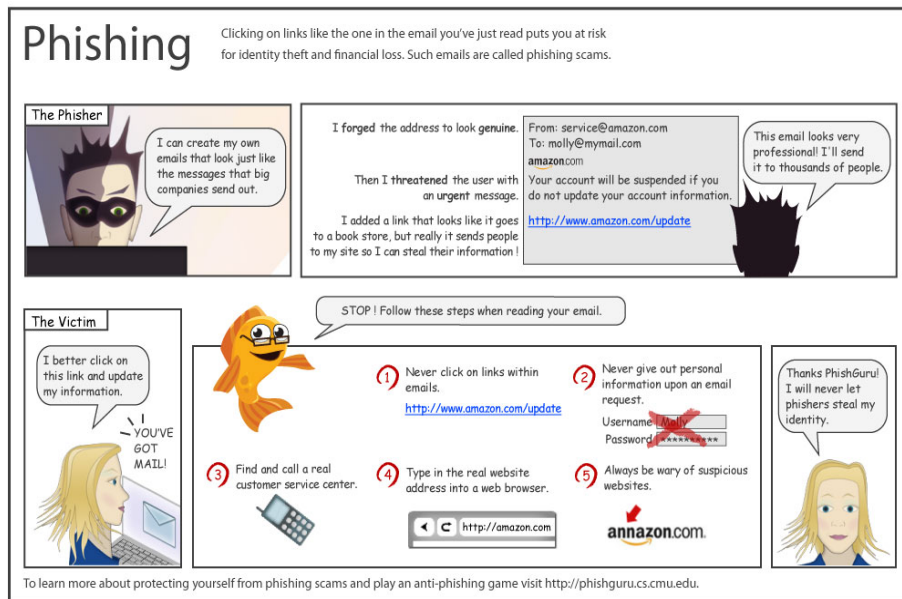 Phishing
Clicking on links like the one in the email you've just read puts you at risk
for identity theft and financial loss. Such emails are called phishing scams.
The Phisher
I can create my own
emails that look just like
the messages that big
companies send out.
I forged the address to look genuine.
From: service@amazon.com
To: molly@mymail.com
amazon.com
Then I threatened the user with
an urgent message.
Your account will be suspended if you
do not update your account information.
I added a link that looks like it goes
to a book store, but really it sends people
to my site so I can steal their information !
http://www.amazon.com/update
This email looks very
professional! I'll send
it to thousands of people.
The Victim
I better click on
this link and update
my information.
YOU'VE
GOT
MAIL!
STOP ! Follow these steps when reading your email.
1
Never click on links within
emails.
http://www.amazon.com/update
2
Never give out personal
information upon an email
request.
Username Molly
Password **********
3
Find and call a real
customer service center.
4
Type in the real website
address into a web browser.
http://amazon.com
5
Always be wary of suspicious
websites.
annazon.com.
Thanks PhishGuru!
I will never let
phishers steal my
identity.
To learn more about protecting yourself from phishing scams and play an anti-phishing game visit http://phishguru.cs.cmu.edu.